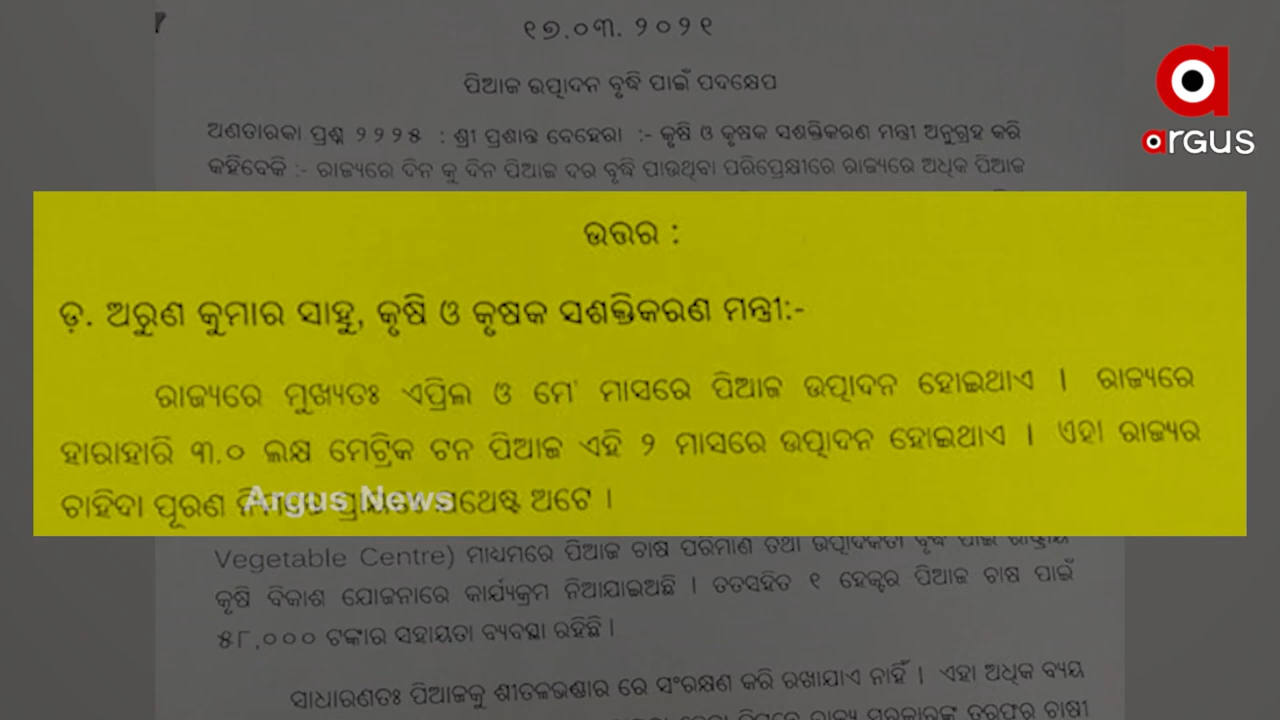 ୧୭.୦୩. ୨୦୨୧
ପିଆଜ ଉତ୍ପାଦନ ବୃଦ୍ଧି ପାଇଁ ପଦକ୍ଷେପ
ଅଣତାରକା ପ୍ରଶ୍ନ ୨୨୨୫ : ଶ୍ରୀ ପ୍ରଶାନ୍ତ ବେହେରା :- କୃଷି ଓ କୃଷକ ସଶକ୍ତିକରଣ ମନ୍ତ୍ରୀ ଅନୁଗ୍ରହ କରି
କହିବେକି :- ରାଜ୍ୟରେ ଦିନ କୁ ଦିନ ପିଆଜ ଦର ବୃଦ୍ଧି ପାଉଥିବା ପରିପ୍ରେକ୍ଷୀରେ ରାଜ୍ୟରେ ଅଧିକ ପିଆଜ
argus
ଉତ୍ତର :
ଡ଼. ଅରୁଣ କୁମାର ସାହୁ, କୃଷି ଓ କୃଷକ ସଶକ୍ତିକରଣ ମନ୍ତ୍ରୀ:-
ରାଜ୍ୟରେ ମୁଖ୍ୟତଃ ଏପ୍ରିଲ ଓ ମେ' ମାସରେ ପିଆଜ ଉତ୍ପାଦନ ହୋଇଥାଏ । ରାଜ୍ୟରେ
ହାରାହାରି ୩.୦ ଲକ୍ଷ ମେଟ୍ରିକ ଟନ ପିଆଜ ଏହି ୨ ମାସରେ ଉତ୍ପାଦନ ହୋଇଥାଏ । ଏହା ରାଜ୍ୟର
ଚାହିଦା ପୂରଣ ଯଥେଷ୍ଟ ଅଟେ ।
Argus News
Vegetable Centre) ମାଧ୍ୟମରେ ପିଆଜ ଚାଷ ପରିମାଣ ତଥା ଉତ୍ପାଦକତା ବୃଦ୍ଧି ପାଇଁ ରାଷ୍ଟ୍ରୀୟ
କୃଷି ବିକାଶ ଯୋଜନାରେ କାର୍ଯ୍ୟକ୍ରମ ନିଆଯାଇଅଛି । ତତସହିତ ୧ ହେକ୍ଟର ପିଆଜ ଚାଷ ପାଇଁ
୫୮,୦୦୦ ଟଙ୍କାର ସହାୟତା ବ୍ୟବସ୍ଥା ରହିଛି ।
ସାଧାରଣତଃ ପିଆଜକୁ ଶୀତଳଭଣ୍ଡାର ରେ ସଂରକ୍ଷଣ କରି ରଖାଯାଏ ନାହିଁ । ଏହା ଅଧିକ ବ୍ୟୟ
ରାଜ୍ୟ ସରକାରଙ୍କ ତରଫରୁ ଚାଷୀ